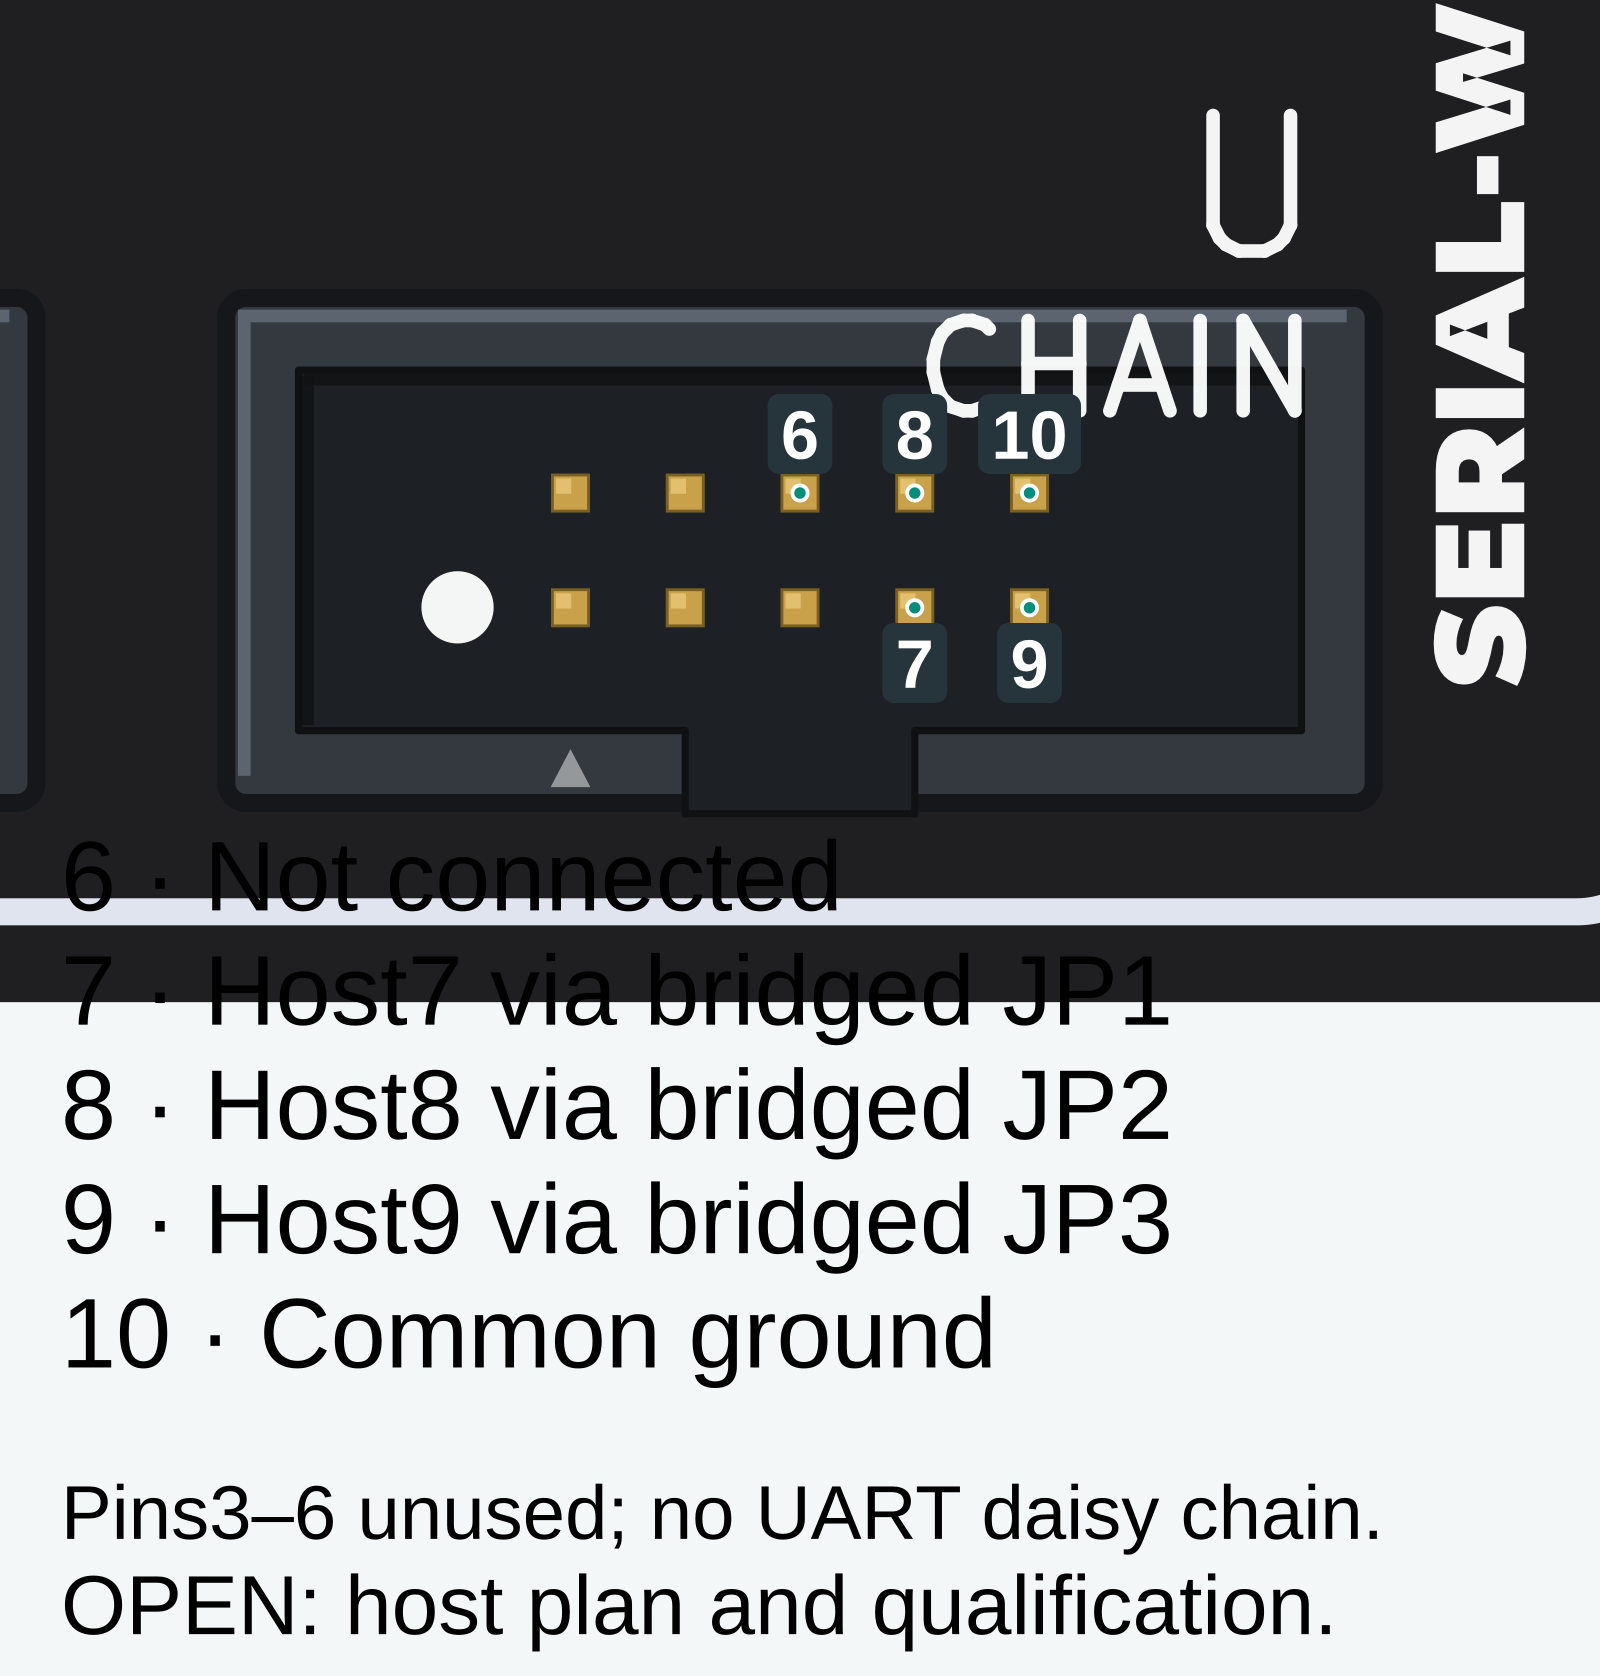 U
CHAIN
SERIAL-W
6 8 10
7 9
6 · Not connected
7 · Host7 via bridged JP1
8 · Host8 via bridged JP2
9 · Host9 via bridged JP3
10 · Common ground
Pins3–6 unused; no UART daisy chain.
OPEN: host plan and qualification.